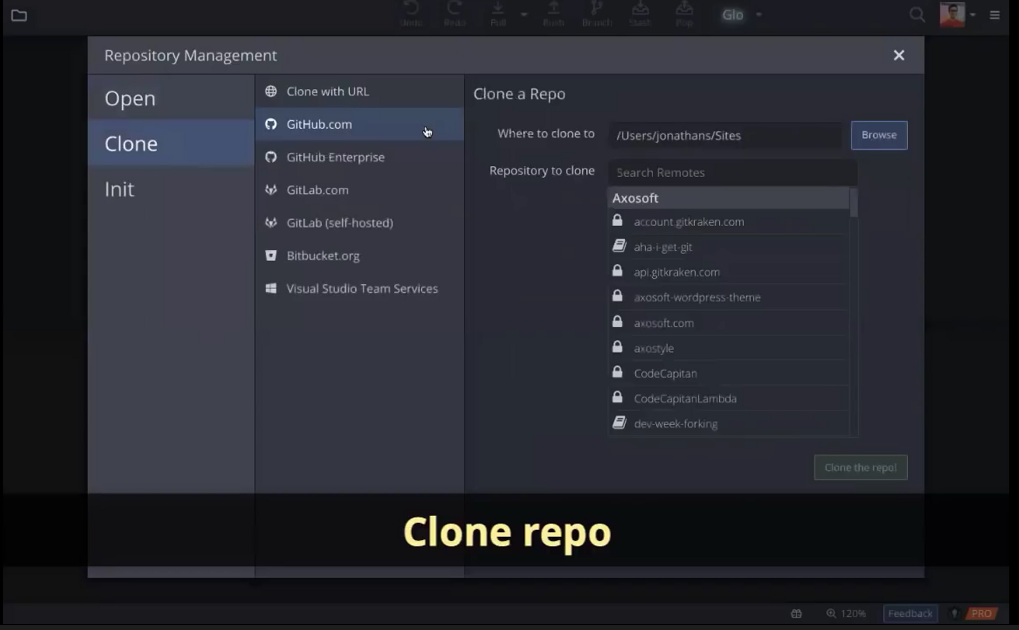 Undo Redo Pull Push Branch Stash Pop Glo
Repository Management
Open
Clone
Init
Clone with URL
GitHub.com
GitHub Enterprise
GitLab.com
GitLab (self-hosted)
Bitbucket.org
Visual Studio Team Services
Clone a Repo
Where to clone to /Users/jonathans/Sites Browse
Repository to clone Search Remotes
Axosoft
account.gitkraken.com
aha-i-get-git
api.gitkraken.com
axosoft-wordpress-theme
axosoft.com
axostyle
CodeCapitan
CodeCapitanLambda
dev-week-forking
Clone the repo!
Clone repo
120% Feedback PRO